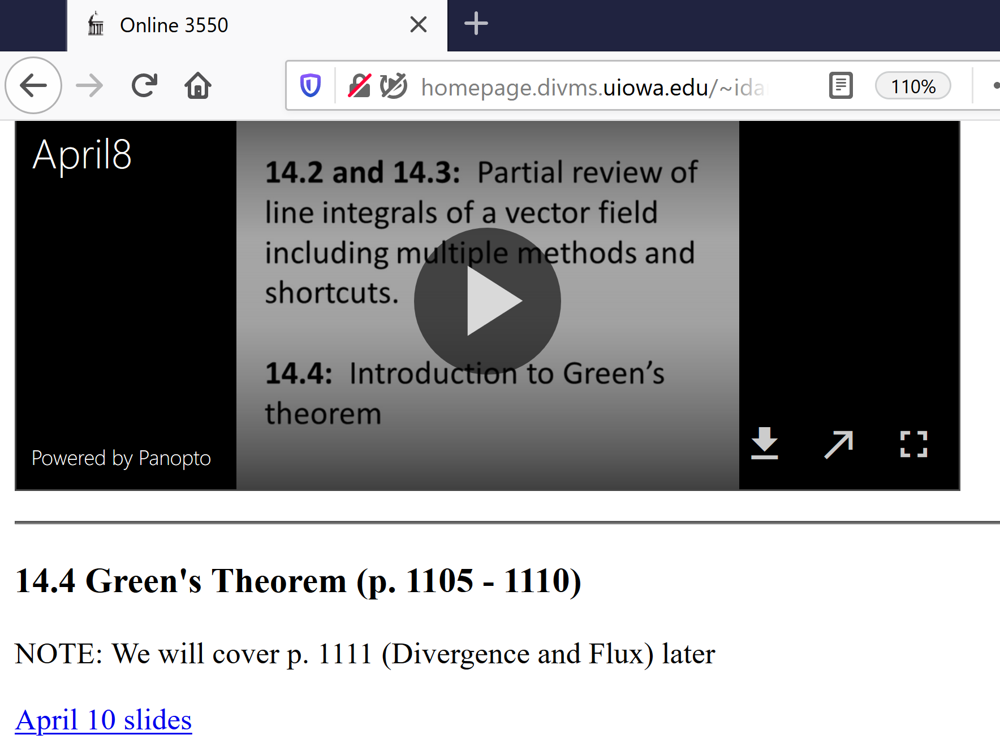 Online 3550
homepage.divms.uiowa.edu/~ida
110%
April8
14.2 and 14.3: Partial review of
line integrals of a vector field
including multiple methods and
shortcuts.
14.4: Introduction to Green’s
theorem
Powered by Panopto
14.4 Green's Theorem (p. 1105 - 1110)
NOTE: We will cover p. 1111 (Divergence and Flux) later
April 10 slides